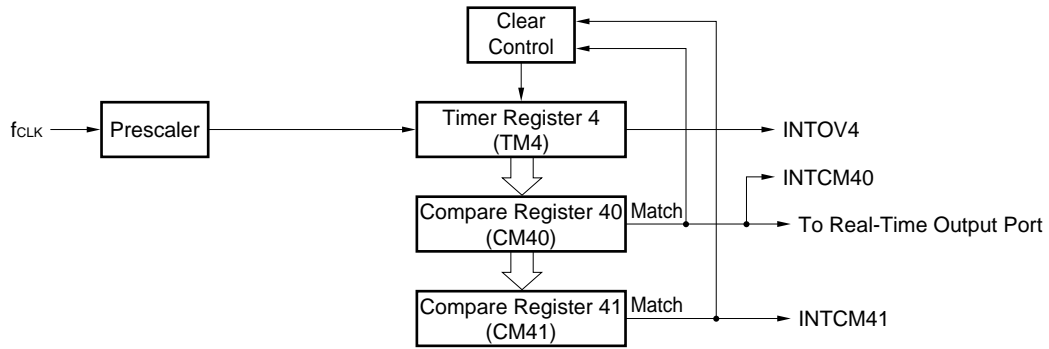 Clear
Control
fCLK
Prescaler
Timer Register 4
(TM4)
INTOV4
INTCM40
Compare Register 40
(CM40)
Match
To Real-Time Output Port
Compare Register 41
(CM41)
Match
INTCM41